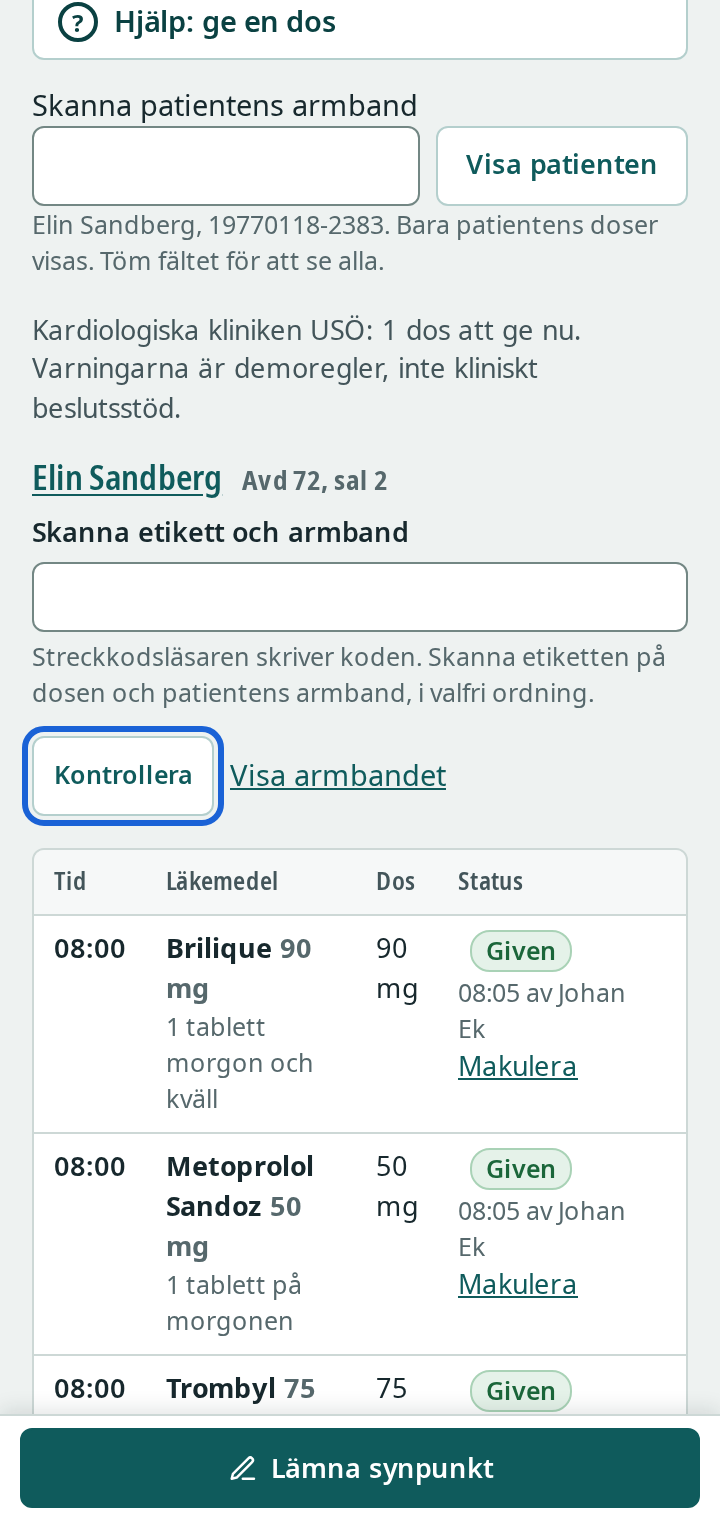 ? Hjälp: ge en dos
Skanna patientens armband
Visa patienten
Elin Sandberg, 19770118-2383. Bara patientens doser
visas. Töm fältet för att se alla.
Kardiologiska kliniken USÖ: 1 dos att ge nu.
Varningarna är demoregler, inte kliniskt
beslutsstöd.
Elin Sandberg Avd 72, sal 2
Skanna etikett och armband
Streckkodsläsaren skriver koden. Skanna etiketten på
dosen och patientens armband, i valfri ordning.
Kontrollera Visa armbandet
Tid Läkemedel Dos Status
08:00 Brilique 90 mg 90 mg Given
1 tablett morgon och kväll 08:05 av Johan Ek
Makulera
08:00 Metoprolol Sandoz 50 mg 50 mg Given
1 tablett på morgonen 08:05 av Johan Ek
Makulera
08:00 Trombyl 75 75 Given
Lämna synpunkt